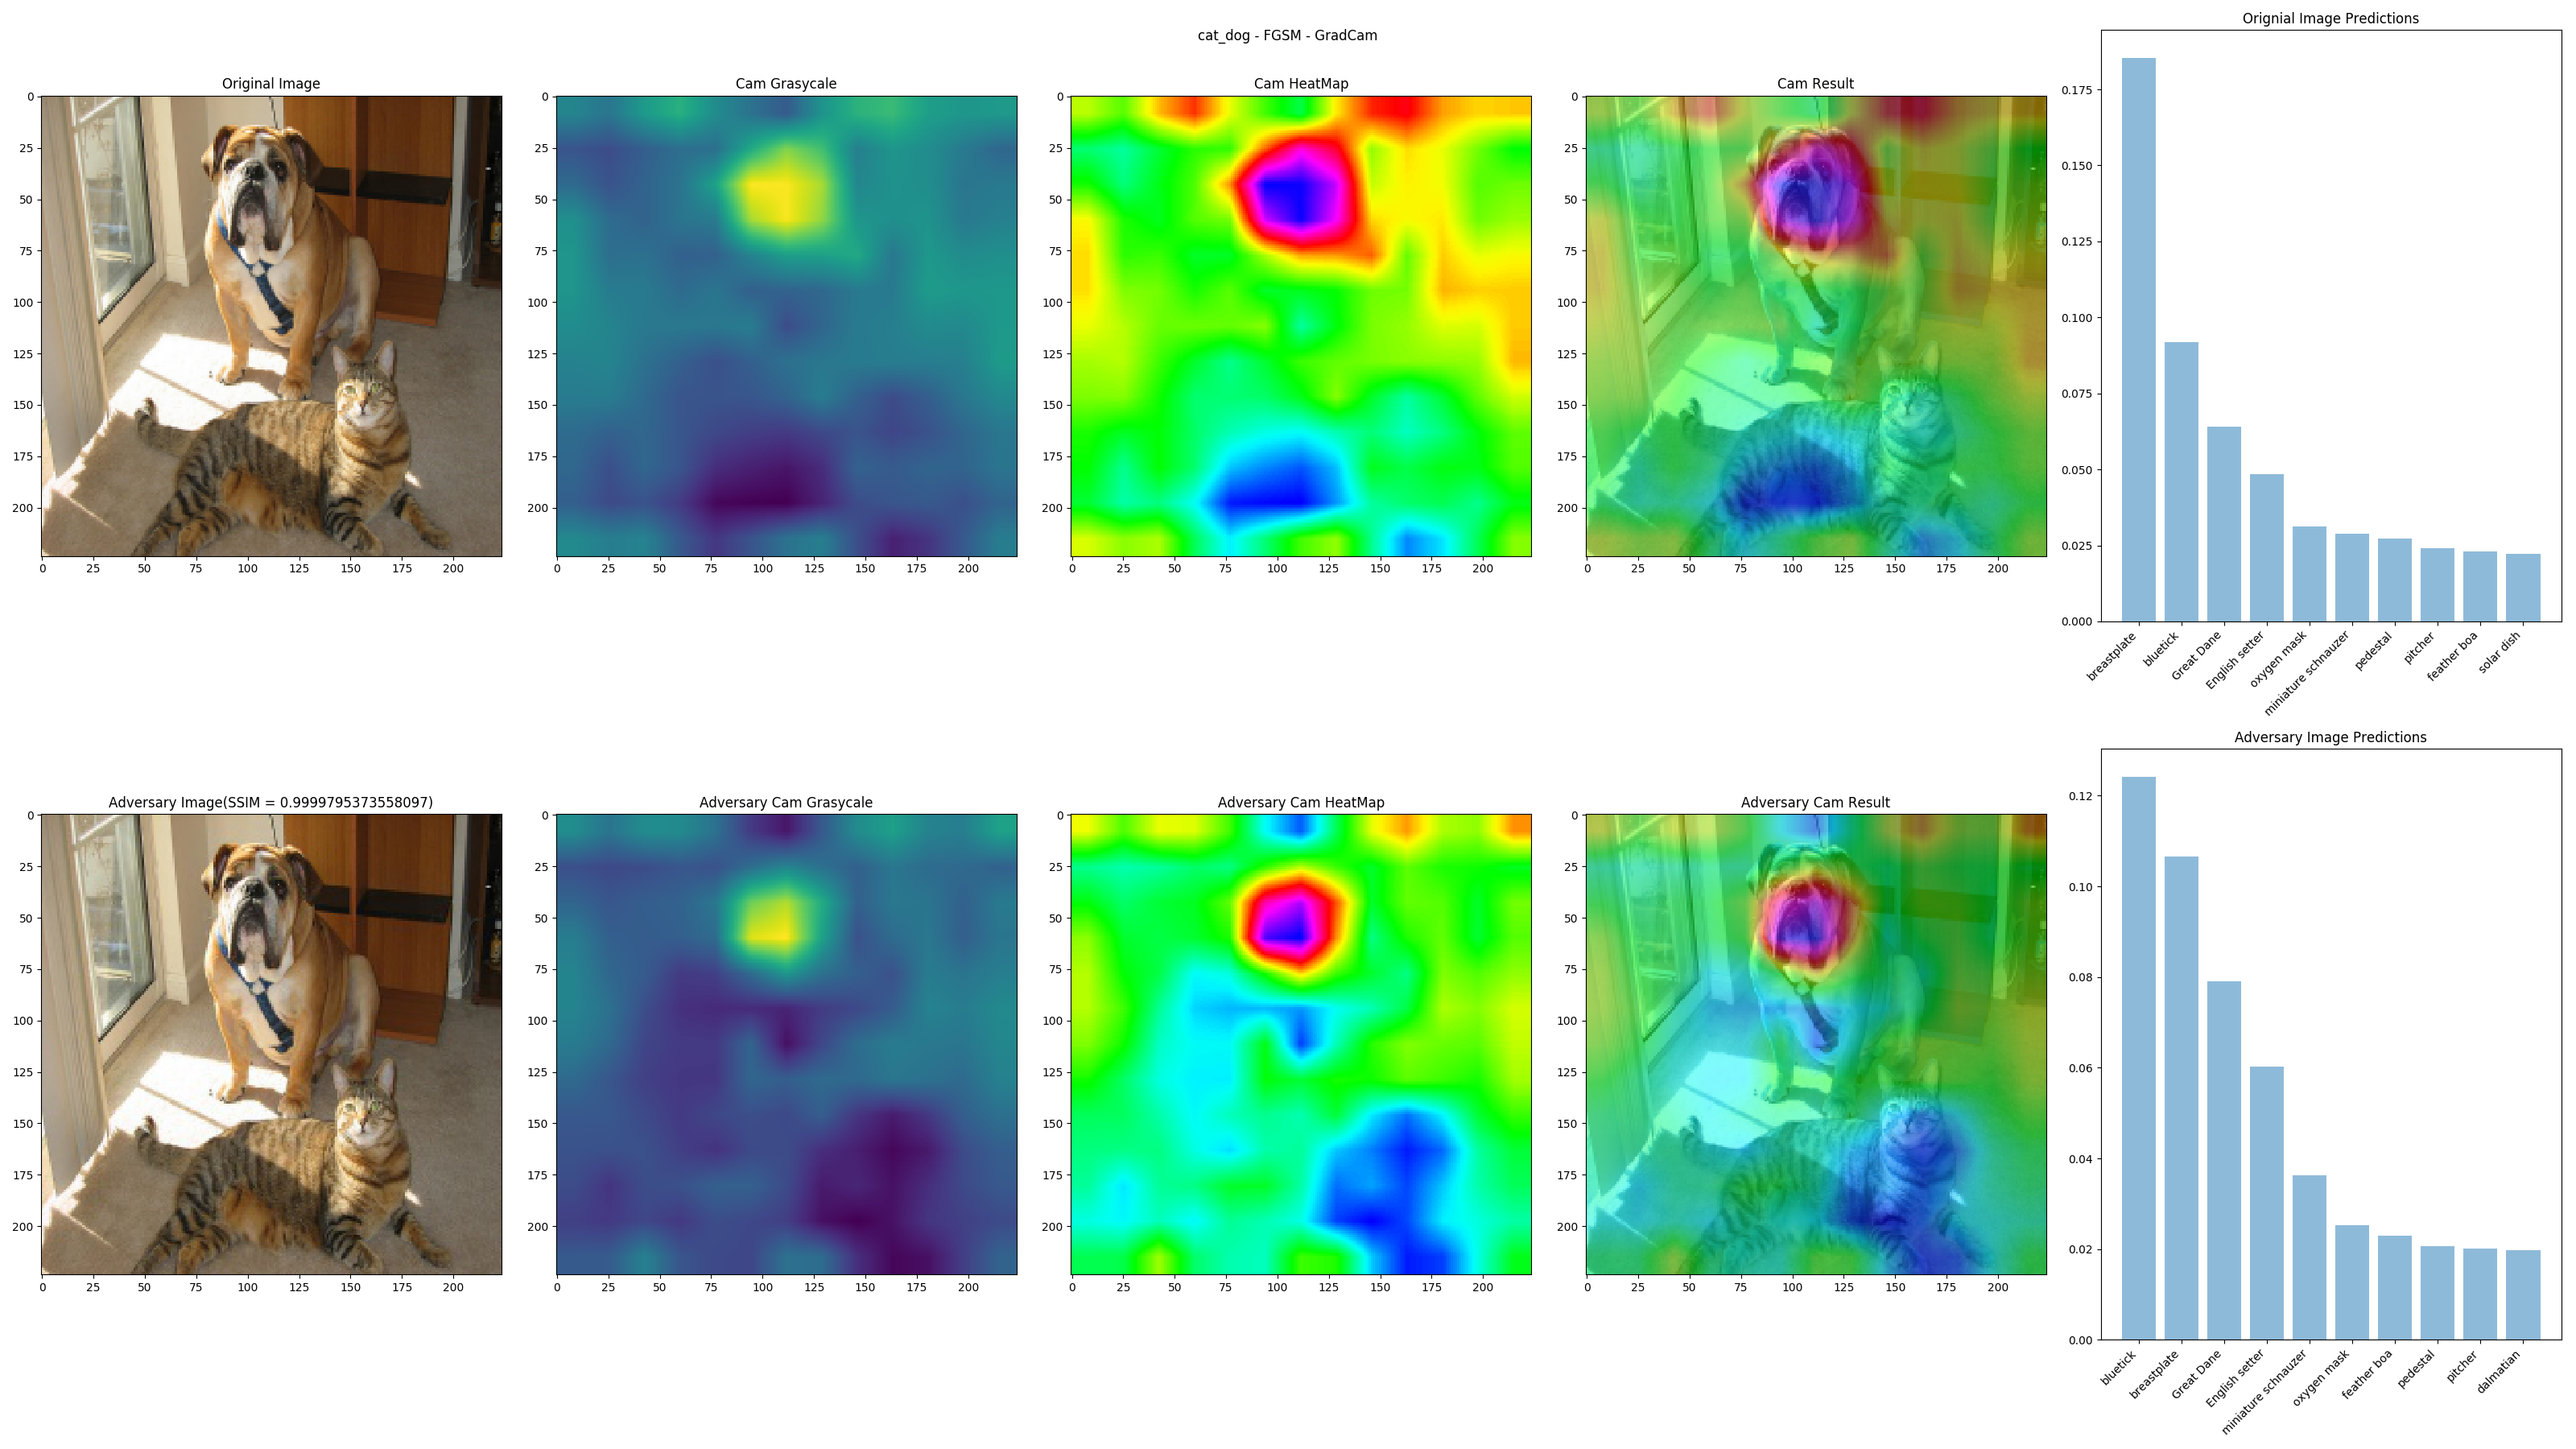 cat_dog - FGSM - GradCam
Original Image
0
25
50
75
100
125
150
175
200
0 25 50 75 100 125 150 175 200
Cam Grasycale
0
25
50
75
100
125
150
175
200
0 25 50 75 100 125 150 175 200
Cam HeatMap
0
25
50
75
100
125
150
175
200
0 25 50 75 100 125 150 175 200
Cam Result
0
25
50
75
100
125
150
175
200
0 25 50 75 100 125 150 175 200
Orignial Image Predictions
0.175
0.150
0.125
0.100
0.075
0.050
0.025
0.000
breastplate
bluetick
Great Dane
English setter
oxygen mask
miniature schnauzer
pedestal
pitcher
feather boa
solar dish
Adversary Image(SSIM = 0.9999795373558097)
0
25
50
75
100
125
150
175
200
0 25 50 75 100 125 150 175 200
Adversary Cam Grasycale
0
25
50
75
100
125
150
175
200
0 25 50 75 100 125 150 175 200
Adversary Cam HeatMap
0
25
50
75
100
125
150
175
200
0 25 50 75 100 125 150 175 200
Adversary Cam Result
0
25
50
75
100
125
150
175
200
0 25 50 75 100 125 150 175 200
Adversary Image Predictions
0.12
0.10
0.08
0.06
0.04
0.02
0.00
bluetick
breastplate
Great Dane
English setter
miniature schnauzer
oxygen mask
feather boa
pedestal
pitcher
dalmatian